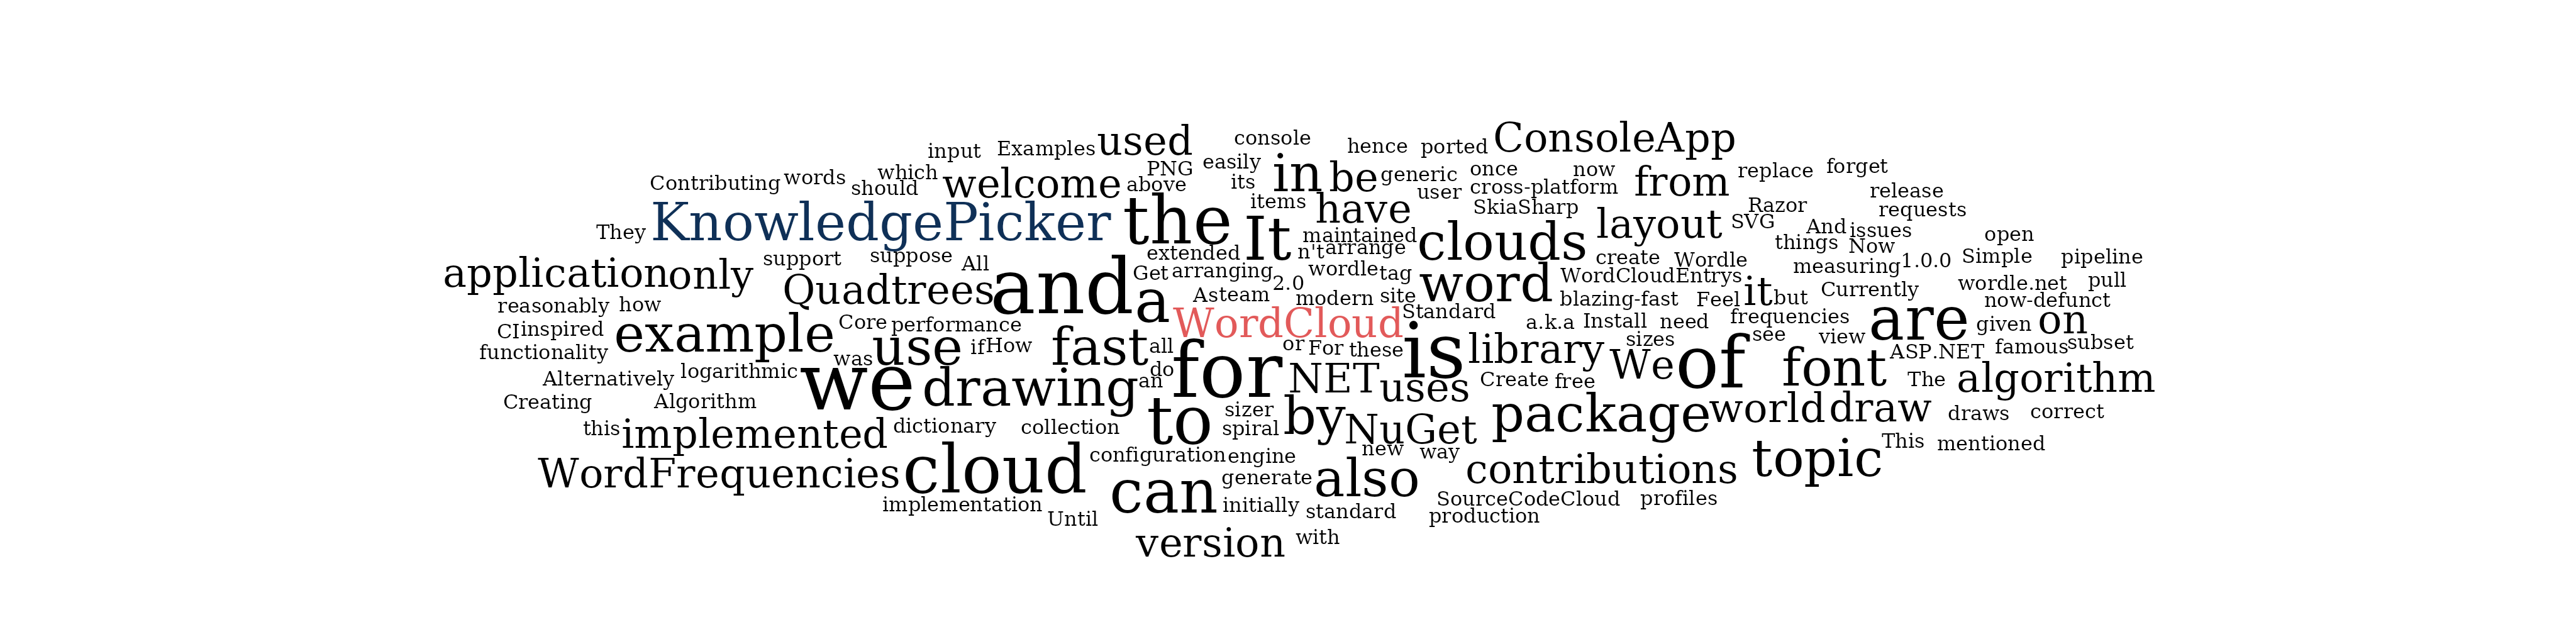 used console hence ported ConsoleApp
input Examples
PNG easily in be generic once now from replace forget
Contributing words which should welcome above its user cross-platform release
KnowledgePicker the items have SkiaSharp layout Razor requests
They It maintained clouds SVG And issues
extended n't arrange things Now open
support suppose All create Wordle measuring 1.0.0 Simple pipeline
application only Quadtrees and Get arranging wordle tag word WordCloudEntrys
a 2.0 it but Currently wordle.net pull
reasonably how Asteam modern site blazing-fast Feel now-defunct
WordCloud Standard
CI inspired example Core performance a.k.a Install need frequencies are given on
functionality was use if How fast all or For these is library sizes see view ASP.NET famous subset
Alternatively logarithmic we drawing an do for NET uses Create free We of font The algorithm
Creating Algorithm to sizer by package world draw draws correct
this implemented dictionary collection spiral NuGet This mentioned
WordFrequencies cloud configuration engine new way contributions topic
can generate also
implementation initially standard SourceCodeCloud profiles
Until production
version with